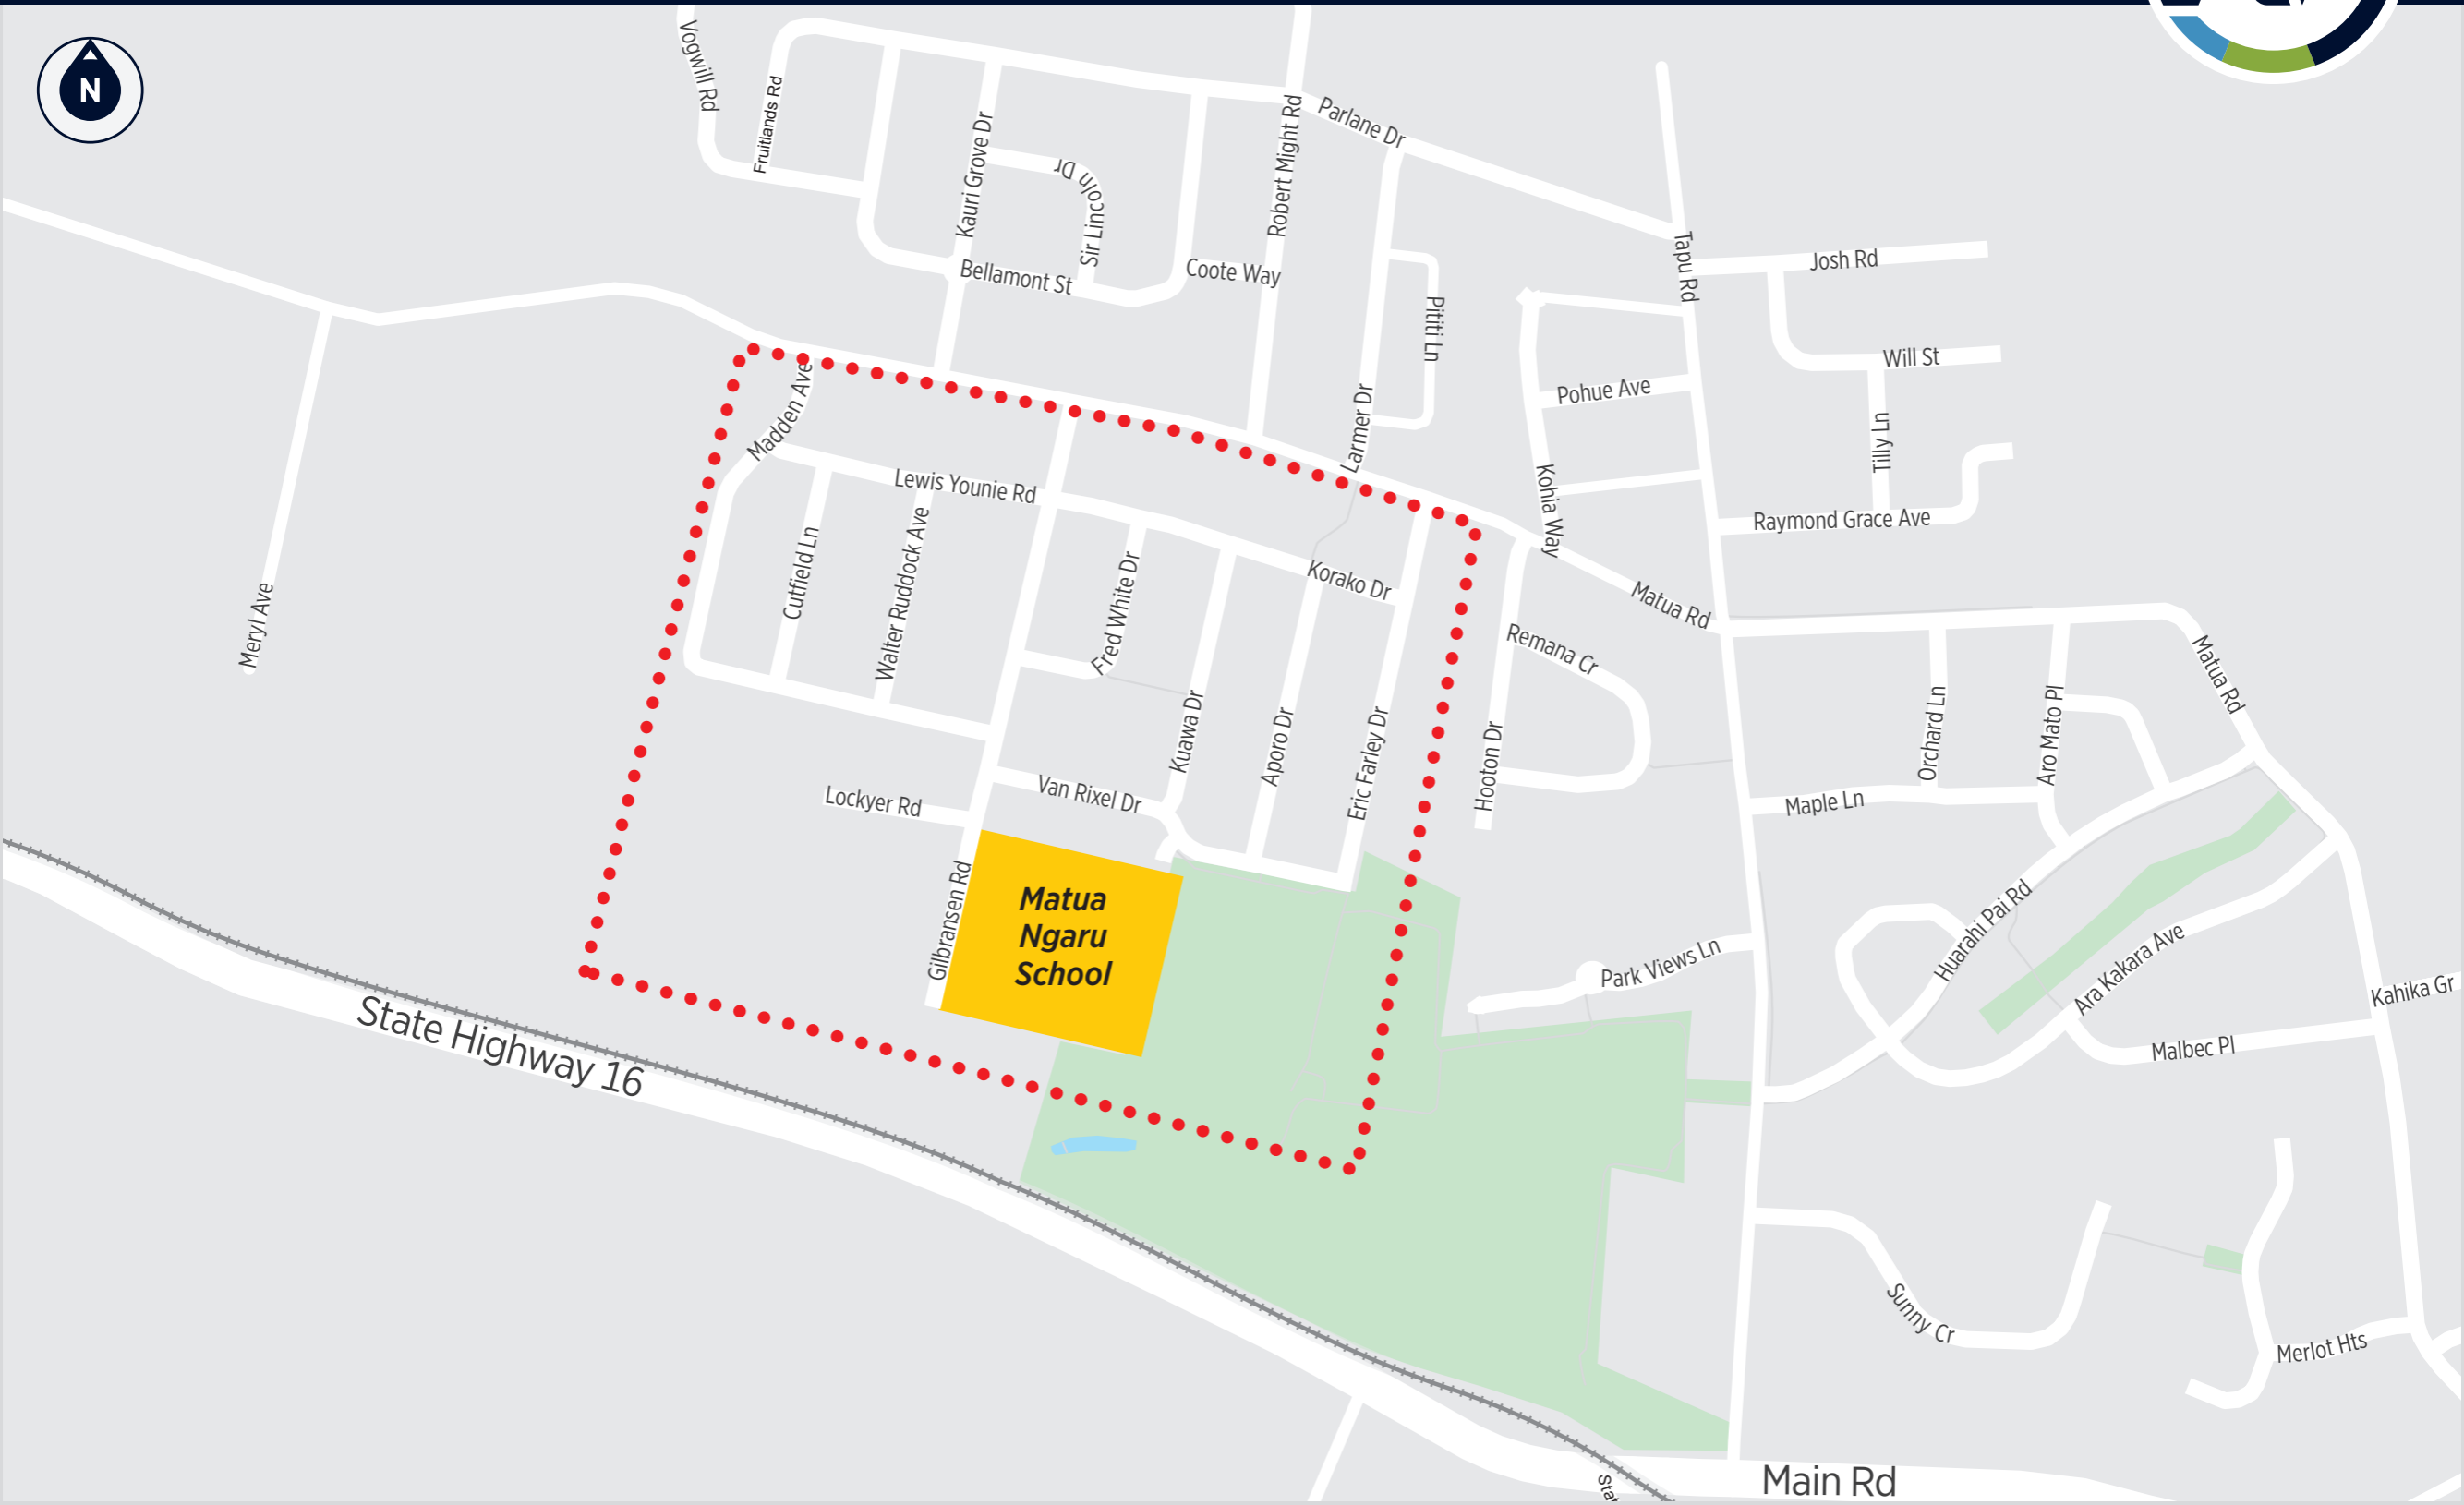 N
Vogwill Rd
Fruitlands Rd
Kauri Grove Dr
Sir Lincoln Dr
Robert Might Rd
Parlane Dr
Bellamont St
Coote Way
Tapu Rd
Josh Rd
Pititi Ln
Will St
Pohue Ave
Madden Ave
Larmer Dr
Tilly Ln
Lewis Younie Rd
Kohia Way
Raymond Grace Ave
Cutfield Ln
Walter Ruddock Ave
Fred White Dr
Korako Dr
Matua Rd
Meryl Ave
Remana Cr
Matua Rd
Kuawa Dr
Aporo Dr
Eric Farley Dr
Hooton Dr
Orchard Ln
Aro Mato Pl
Lockyer Rd
Van Rixel Dr
Maple Ln
Gilbransen Rd
Matua
Ngaru
School
Huarahi Pai Rd
Park Views Ln
Ara Kakara Ave
Kahika Gr
State Highway 16
Malbec Pl
Sunny Cr
Merlot Hts
Main Rd